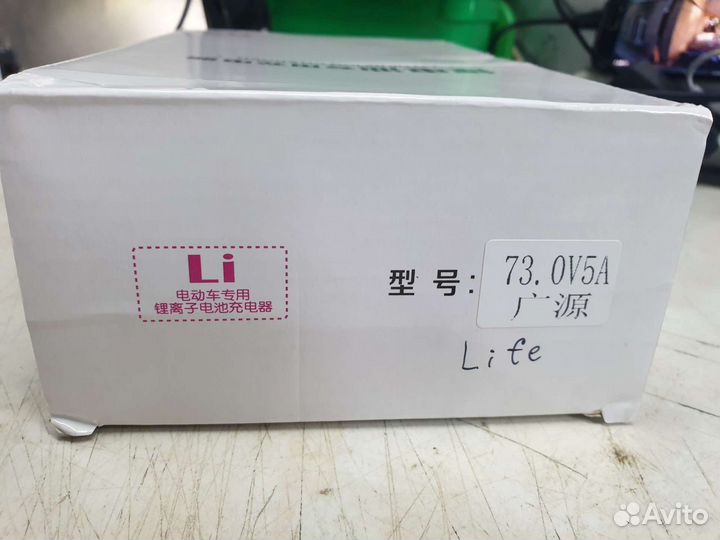 Li
电动车专用
锂离子电池充电器
型号: 73.0V5A
广源
Life
Avito